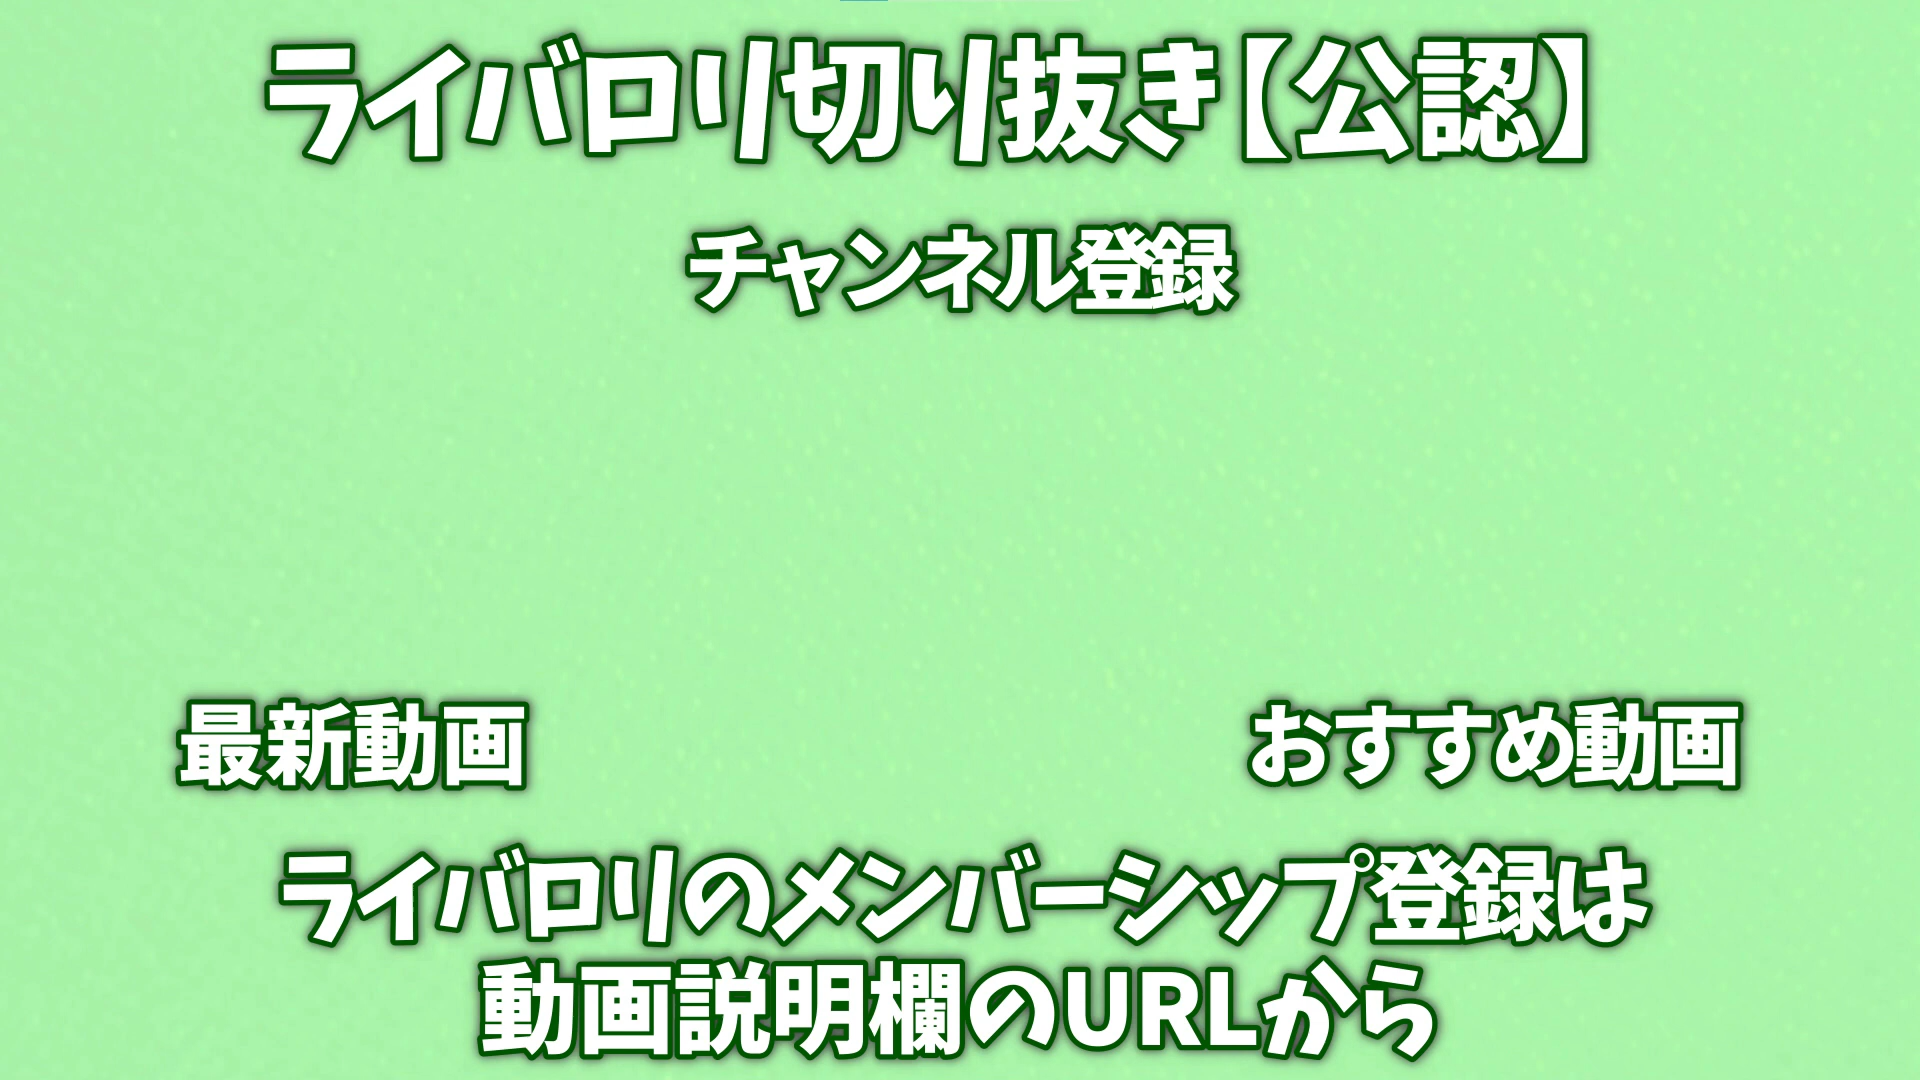 ライバロリ切り抜き【公認】
チャンネル登録
最新動画
おすすめ動画
ライバロリのメンバーシップ登録は
動画説明欄のURLから